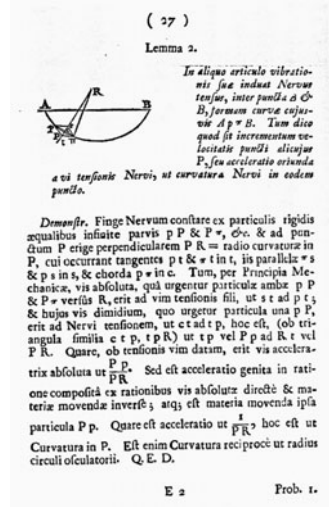 ( 27 )
Lemma 2.
R
A
B
In aliquo articulo vibratio-
nis suæ induat Nervus
tensus, inter puncta A &
B, formam curvæ cujus-
vis A p π B. Tum dico
quod sit incrementum ve-
locitatis puncti alicujus
P, seu acceleratio oriunda
a vi tensionis Nervi, ut curvatura Nervi in eodem
puncto.
Demonstr. Finge Nervum constare ex particulis rigidis
æqualibus infinite parvis p P & P π, &c. & ad pun-
ctum P erige perpendicularem P R = radio curvaturæ in
P, cui occurrant tangentes p t & π t in t, iis parallelæ π s
& p s in s, & chorda p π in c. Tum, per Principia Me-
chanicæ, vis absoluta, quâ urgentur particulæ ambæ p P
& P π versûs R, erit ad vim tensionis fili, ut s t ad p t;
& hujus vis dimidium, quo urgetur particula una p P,
erit ad Nervi tensionem, ut c t ad t p, hoc est, (ob tri-
angula similia c t p, t p R) ut t p vel P p ad R t vel
P R. Quare, ob tensionis vim datam, erit vis accelera-
trix absoluta ut P p / P R. Sed est acceleratio genita in rati-
one compositâ ex rationibus vis absolutæ directè & ma-
teriæ movendæ inversè; atq; est materia movenda ipsa
particula P p. Quare est acceleratio ut 1 / P R, hoc est ut
Curvatura in P. Est enim Curvatura reciprocè ut radius
circuli osculatorii. Q. E. D.
E 2
Prob. 1.